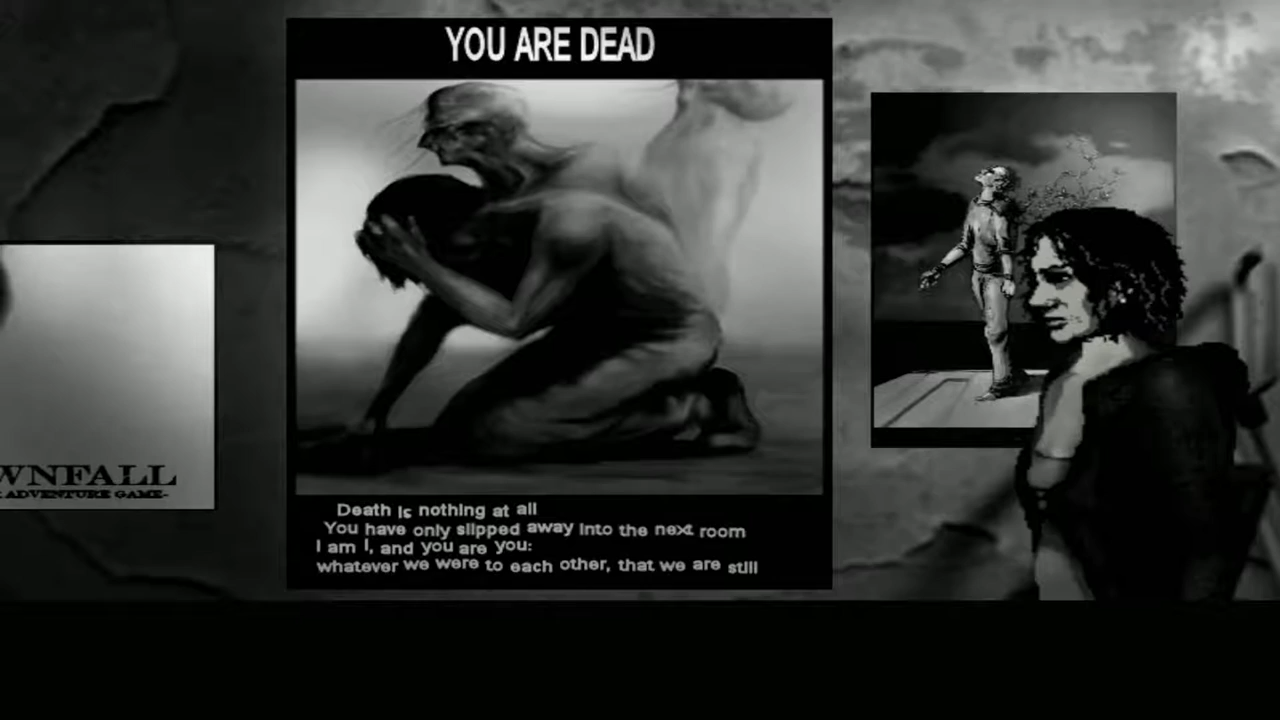 YOU ARE DEAD
Death is nothing at all
You have only slipped away into the next room
I am I, and you are you:
whatever we were to each other, that we are still
WNFALL
ADVENTURE GAME-